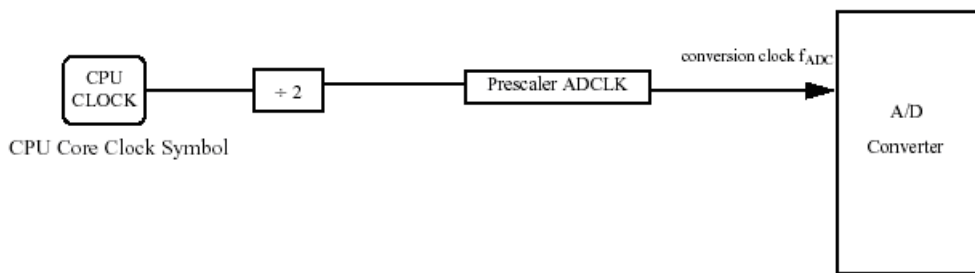 CPU
CLOCK
CPU Core Clock Symbol
÷ 2
Prescaler ADCLK
conversion clock fADC
A/D
Converter